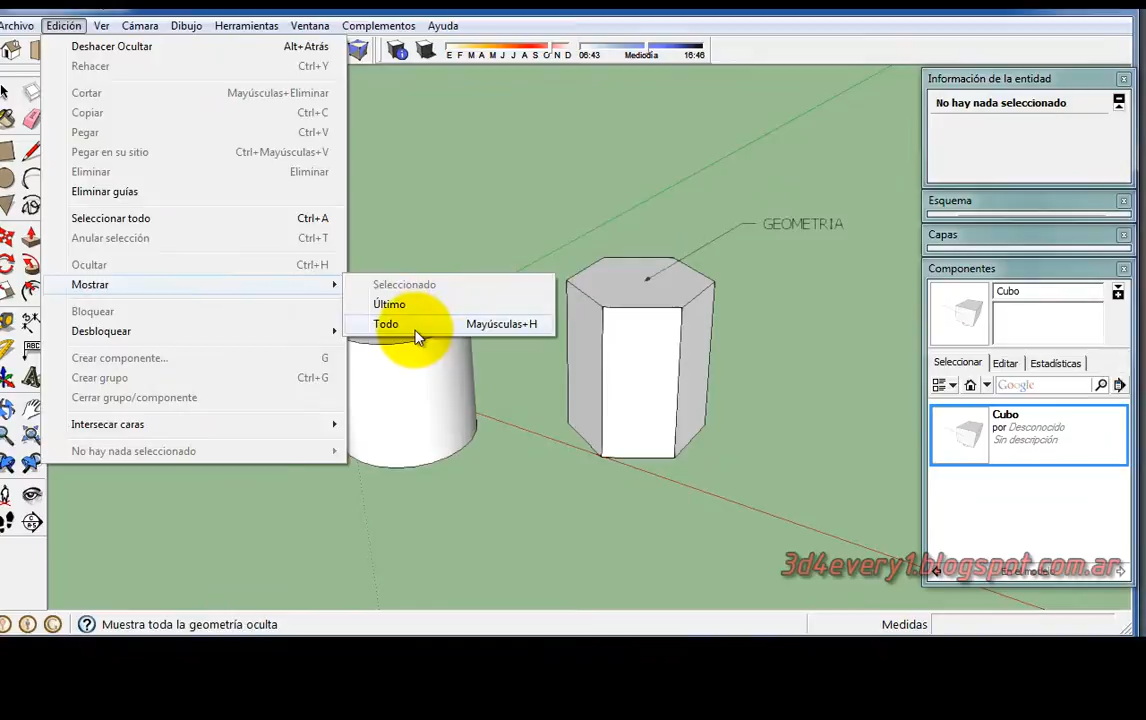 Archivo Edición Ver Cámara Dibujo Herramientas Ventana Complementos Ayuda
Deshacer Ocultar Alt+Atrás
Rehacer Ctrl+Y
Cortar Mayúsculas+Eliminar
Copiar Ctrl+C
Pegar Ctrl+V
Pegar en su sitio Ctrl+Mayúsculas+V
Eliminar Eliminar
Eliminar guías
Seleccionar todo Ctrl+A
Anular selección Ctrl+T
Ocultar Ctrl+H
Mostrar
Bloquear
Desbloquear
Crear componente... G
Crear grupo Ctrl+G
Cerrar grupo/componente
Intersecar caras
No hay nada seleccionado
Seleccionado
Último
Todo Mayúsculas+H
E F M A M J J A S O N D 06:43 Mediodía 16:46
GEOMETRIA
ABC
Información de la entidad
No hay nada seleccionado
Esquema
Capas
Componentes
Cubo
Seleccionar Editar Estadísticas
Google
Cubo
por Desconocido
Sin descripción
En el modelo
3d4every1.blogspot.com.ar
Muestra toda la geometría oculta
Medidas